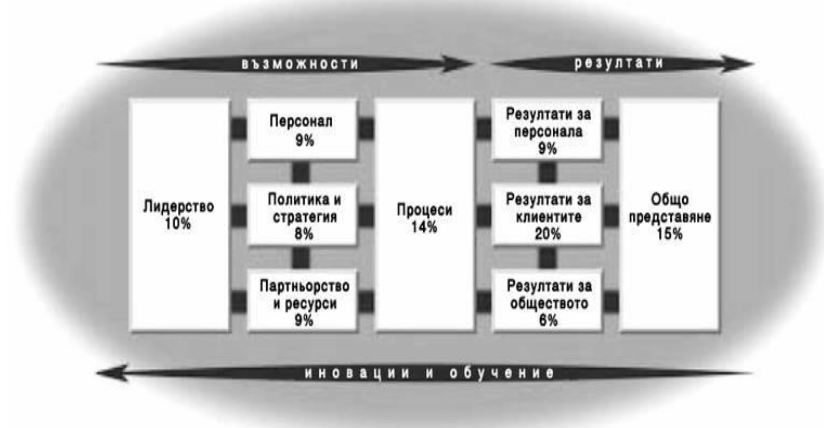 възможности
резултати
Лидерство
10%
Персонал
9%
Политика и
стратегия
8%
Партньорство
и ресурси
9%
Процеси
14%
Резултати за
персонала
9%
Резултати за
клиентите
20%
Резултати за
обществото
6%
Общо
представяне
15%
иновации и обучение